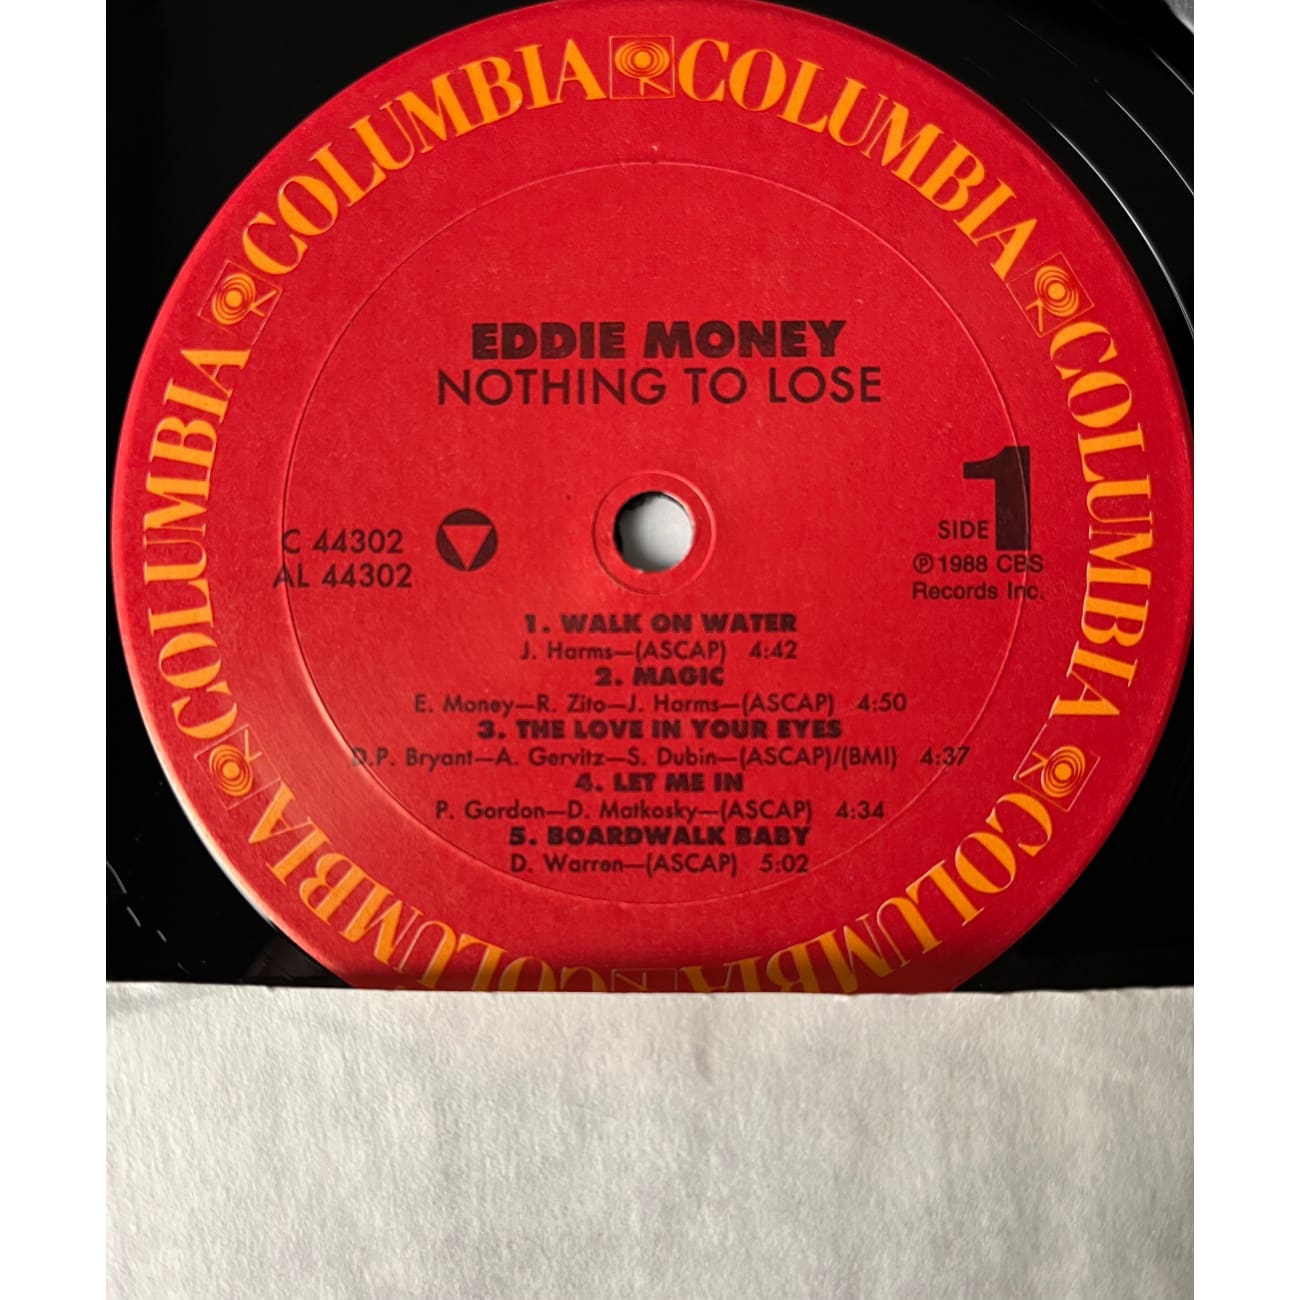 COLUMBIA COLUMBIA COLUMBIA COLUMBIA COLUMBIA COLUMBIA
EDDIE MONEY
NOTHING TO LOSE
SIDE 1
C 44302
AL 44302
℗ 1988 CBS
Records Inc.
1. WALK ON WATER
J. Harms—(ASCAP) 4:42
2. MAGIC
E. Money—R. Zito—J. Harms—(ASCAP) 4:50
3. THE LOVE IN YOUR EYES
D.P. Bryant—A. Gervitz—S. Dubin—(ASCAP)/(BMI) 4:37
4. LET ME IN
P. Gordon—D. Matkosky—(ASCAP) 4:34
5. BOARDWALK BABY
D. Warren—(ASCAP) 5:02